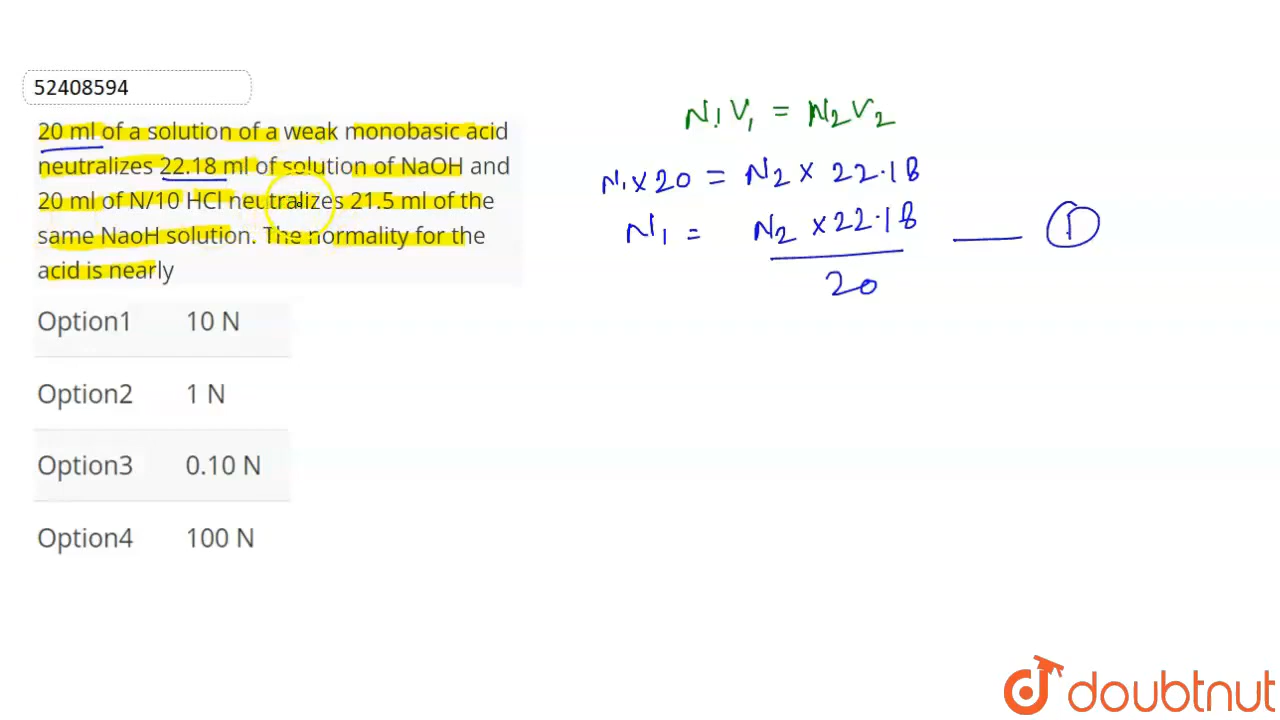 52408594
20 ml of a solution of a weak monobasic acid
neutralizes 22.18 ml of solution of NaOH and
20 ml of N/10 HCl neutralizes 21.5 ml of the
same NaoH solution. The normality for the
acid is nearly
Option1 10 N
Option2 1 N
Option3 0.10 N
Option4 100 N
N1V1 = N2V2
N1 x 20 = N2 x 22.18
N1 = N2 x 22.18 — 1
20
doubtnut